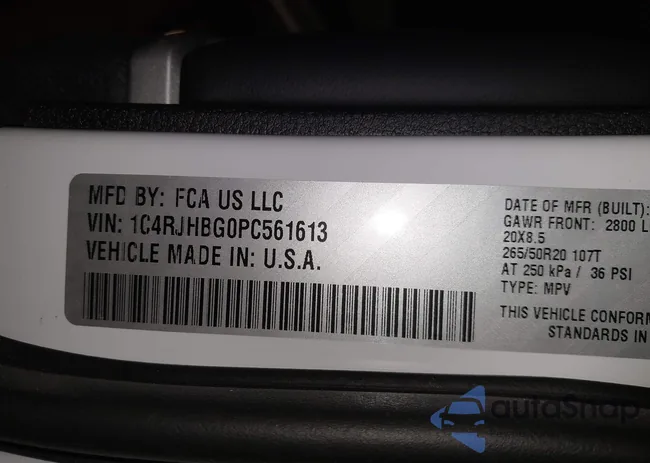 MFD BY: FCA US LLC
VIN: 1C4RJHBG0PC561613
VEHICLE MADE IN: U.S.A.
DATE OF MFR (BUILT):
GAWR FRONT: 2800 L
20X8.5
265/50R20 107T
AT 250 kPa / 36 PSI
TYPE: MPV
THIS VEHICLE CONFORM
STANDARDS IN
autoSnap